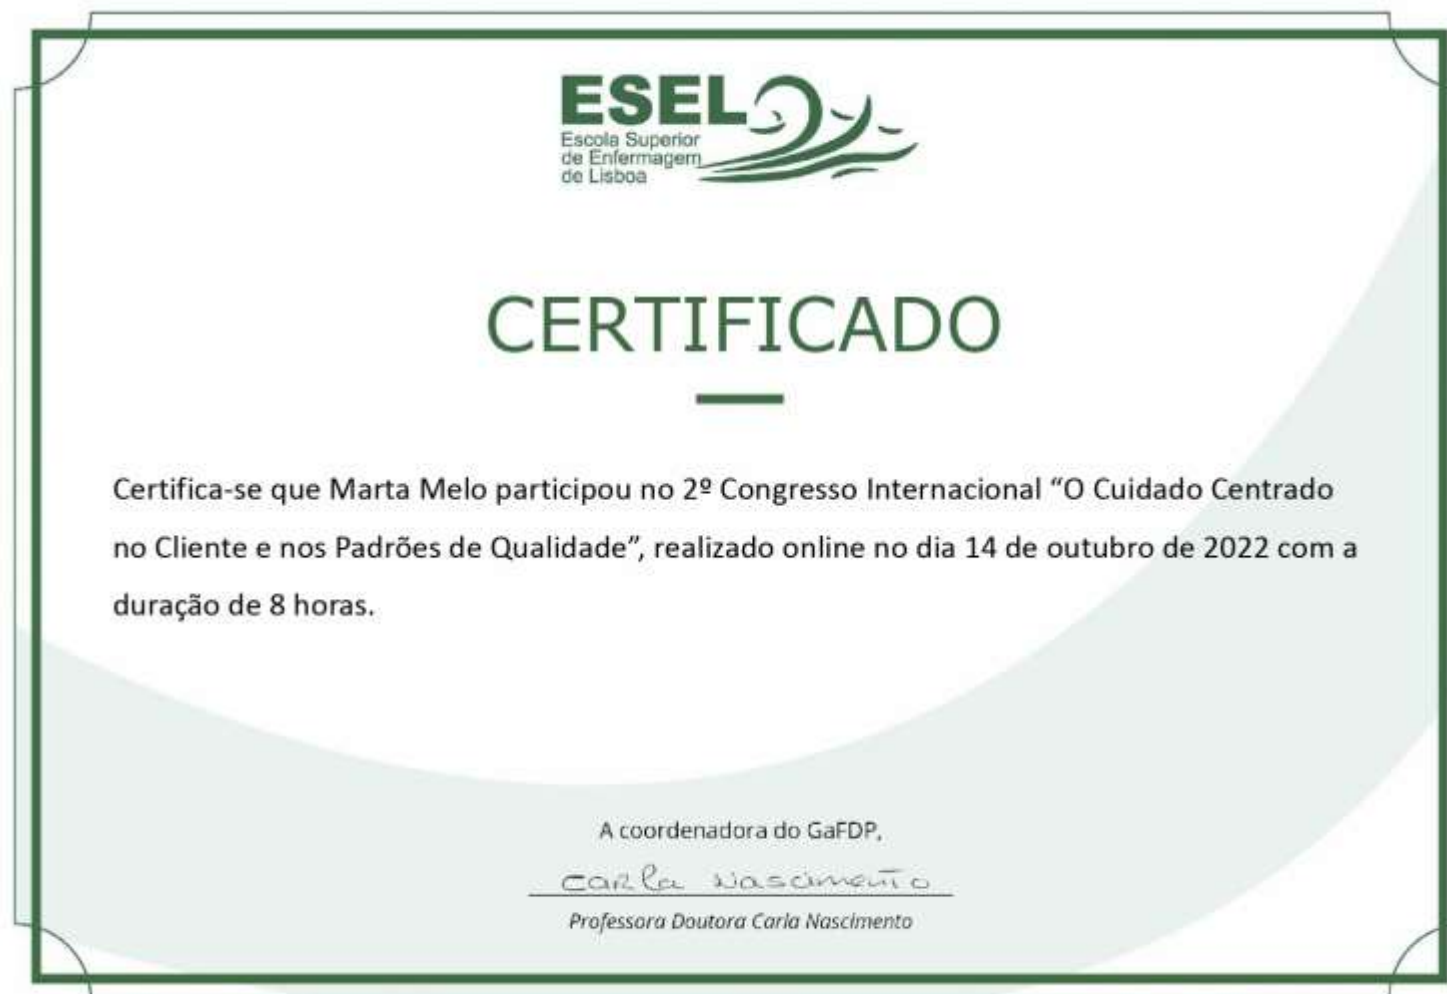 ESEL
Escola Superior
de Enfermagem
de Lisboa
CERTIFICADO
Certifica-se que Marta Melo participou no 2º Congresso Internacional “O Cuidado Centrado
no Cliente e nos Padrões de Qualidade”, realizado online no dia 14 de outubro de 2022 com a
duração de 8 horas.
A coordenadora do GaFDP,
Carla Nascimento
Professora Doutora Carla Nascimento